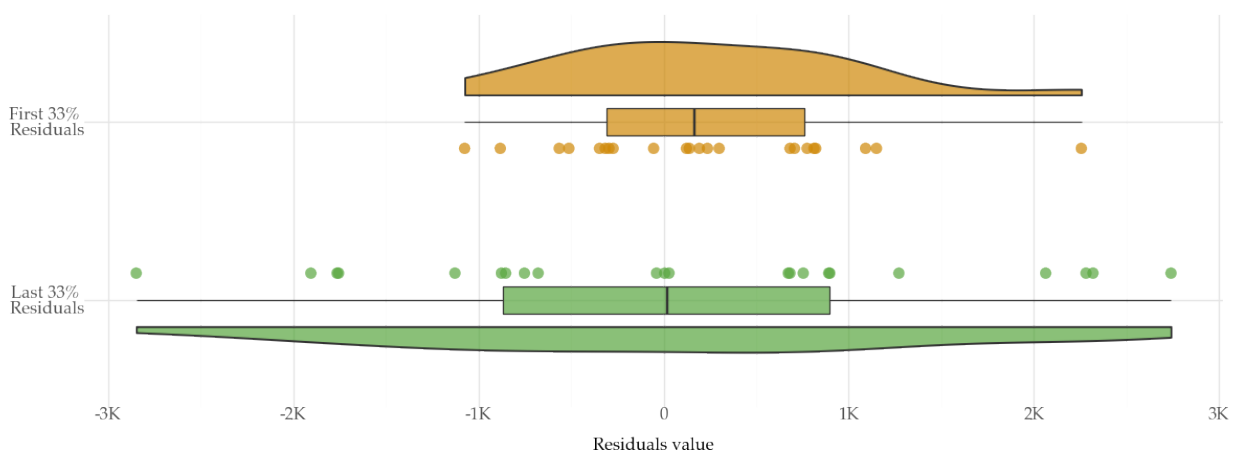 First 33%
Residuals
Last 33%
Residuals
-3K -2K -1K 0 1K 2K 3K
Residuals value